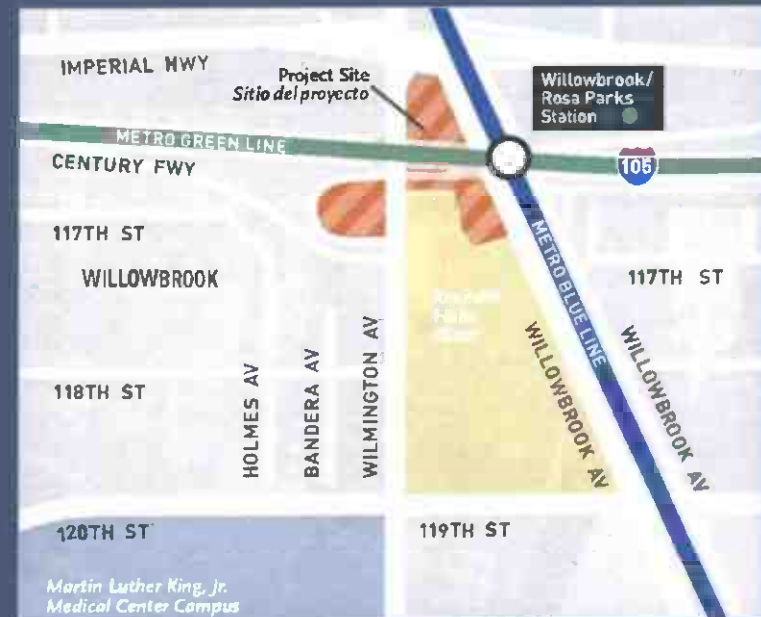 IMPERIAL HWY
Project Site
Sitio del proyecto
Willowbrook/
Rosa Parks
Station
METRO GREEN LINE
CENTURY FWY
105
117TH ST
WILLOWBROOK
117TH ST
METRO BLUE LINE
118TH ST
HOLMES AV
BANDERA AV
WILMINGTON AV
WILLOWBROOK AV
WILLOWBROOK AV
120TH ST
119TH ST
Martin Luther King, Jr.
Medical Center Campus